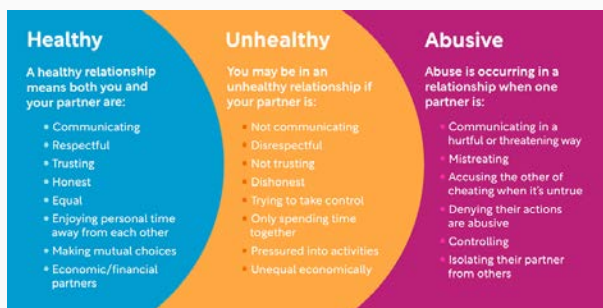 Healthy
A healthy relationship
means both you and
your partner are:
• Communicating
• Respectful
• Trusting
• Honest
• Equal
• Enjoying personal time
away from each other
• Making mutual choices
• Economic/financial
partners
Unhealthy
You may be in an
unhealthy relationship if
your partner is:
• Not communicating
• Disrespectful
• Not trusting
• Dishonest
• Trying to take control
• Only spending time
together
• Pressured into activities
• Unequal economically
Abusive
Abuse is occurring in a
relationship when one
partner is:
• Communicating in a
hurtful or threatening way
• Mistreating
• Accusing the other of
cheating when it's untrue
• Denying their actions
are abusive
• Controlling
• Isolating their partner
from others